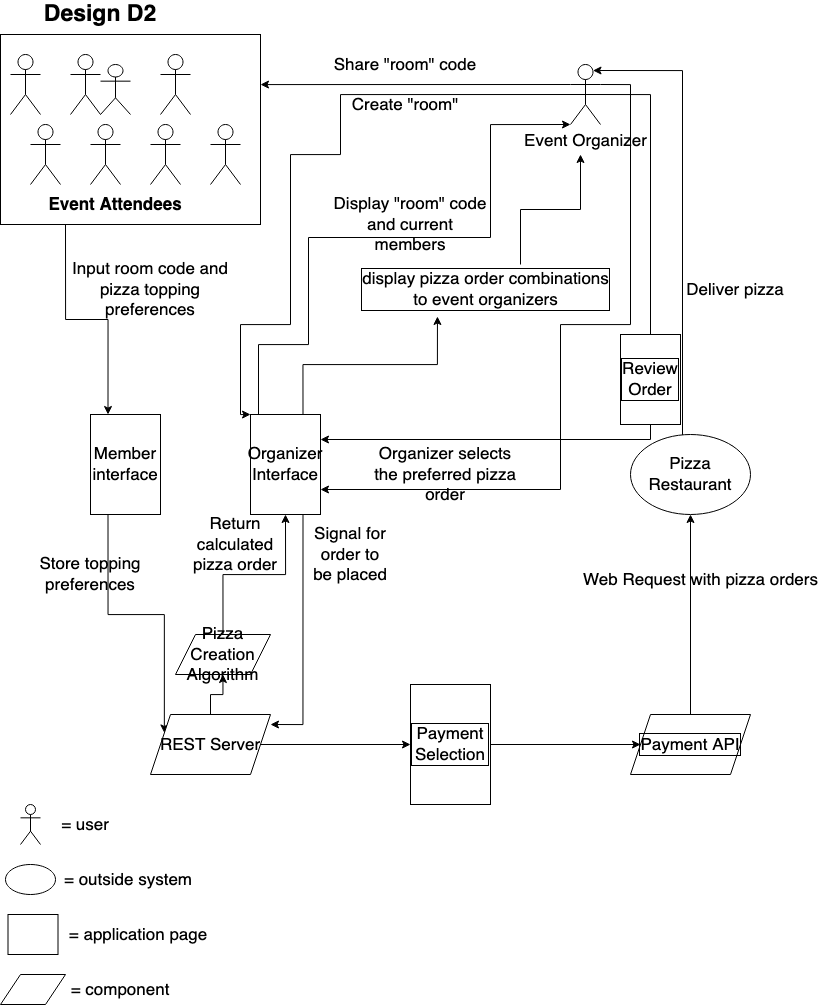 Design D2
Share "room" code
Create "room"
Event Organizer
Event Attendees
Display "room" code
and current
members
Input room code and
pizza topping
preferences
display pizza order combinations
to event organizers
Deliver pizza
Review
Order
Member
interface
Organizer
Interface
Organizer selects
the preferred pizza
order
Pizza
Restaurant
Return
calculated
pizza order
Signal for
order to
be placed
Store topping
preferences
Web Request with pizza orders
Pizza
Creation
Algorithm
REST Server
Payment
Selection
Payment API
= user
= outside system
= application page
= component